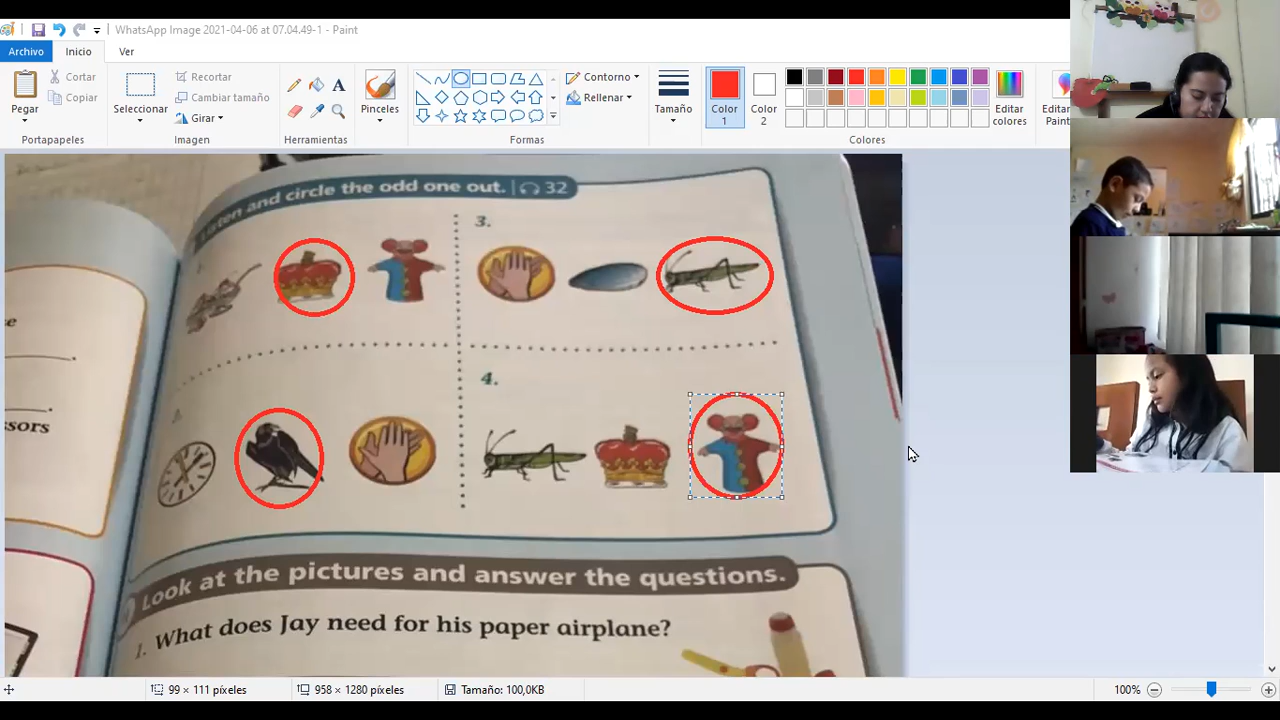 WhatsApp Image 2021-04-06 at 07.04.49-1 - Paint
Archivo Inicio Ver
Pegar
Cortar
Copiar
Portapapeles
Seleccionar
Recortar
Cambiar tamaño
Girar
Imagen
A
Herramientas
Pinceles
Contorno
Rellenar
Formas
Tamaño
Color
1
Color
2
Editar
colores
Editar
Paint
Colores
and circle the odd one out. 32
3.
4.
sors
Look at the pictures and answer the questions.
1. What does Jay need for his paper airplane?
99 × 111 píxeles
958 × 1280 píxeles
Tamaño: 100,0KB
100%